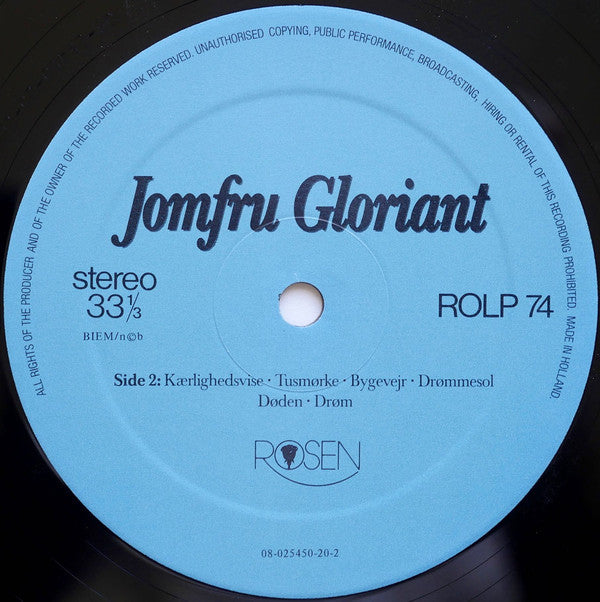 ALL RIGHTS OF THE PRODUCER AND OF THE OWNER OF THE RECORDED WORK RESERVED. UNAUTHORISED COPYING, PUBLIC PERFORMANCE, BROADCASTING, HIRING OR RENTAL OF THIS RECORDING PROHIBITED. MADE IN HOLLAND.
Jomfru Gloriant
stereo
33 1/3
BIEM/n©b
ROLP 74
Side 2: Kærlighedsvise · Tusmørke · Bygevejr · Drømmesol
Døden · Drøm
ROSEN
08-025450-20-2